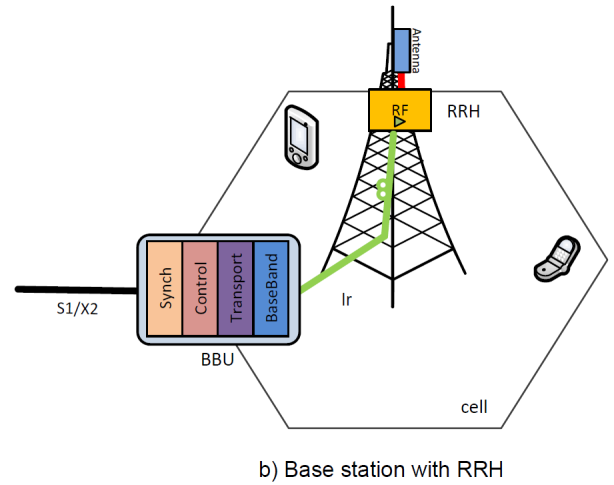 Antenna
RF
RRH
Synch
Control
Transport
BaseBand
S1/X2
Ir
BBU
cell
b) Base station with RRH